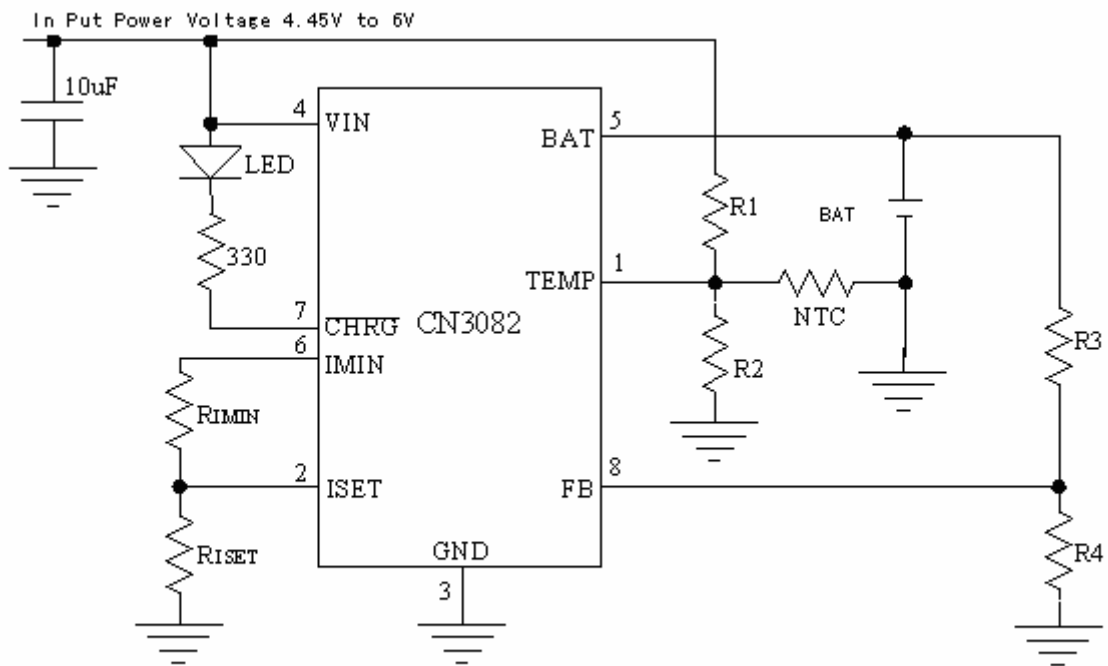 In Put Power Voltage 4.45V to 6V
10uF
4
VIN
LED
330
7
CHRG
6
IMIN
RIMIN
2
ISET
RISET
CN3082
GND
3
BAT
5
TEMP
1
R1
R2
NTC
BAT
R3
FB
8
R4